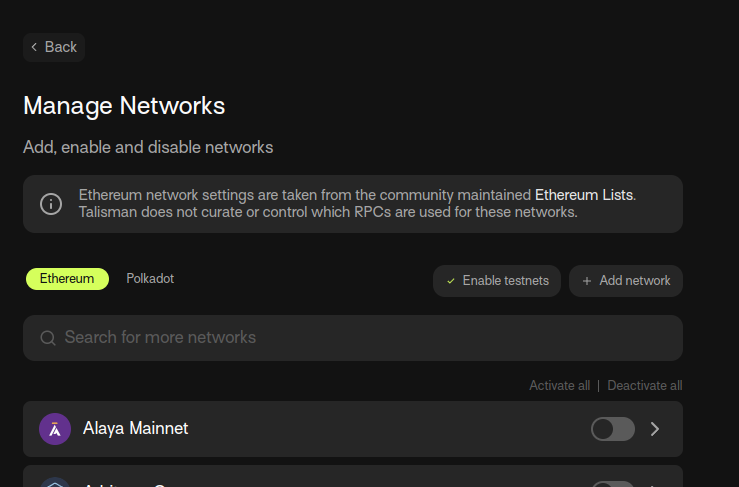 Back
Manage Networks
Add, enable and disable networks
Ethereum network settings are taken from the community maintained Ethereum Lists.
Talisman does not curate or control which RPCs are used for these networks.
Ethereum Polkadot Enable testnets Add network
Search for more networks
Activate all | Deactivate all
Alaya Mainnet